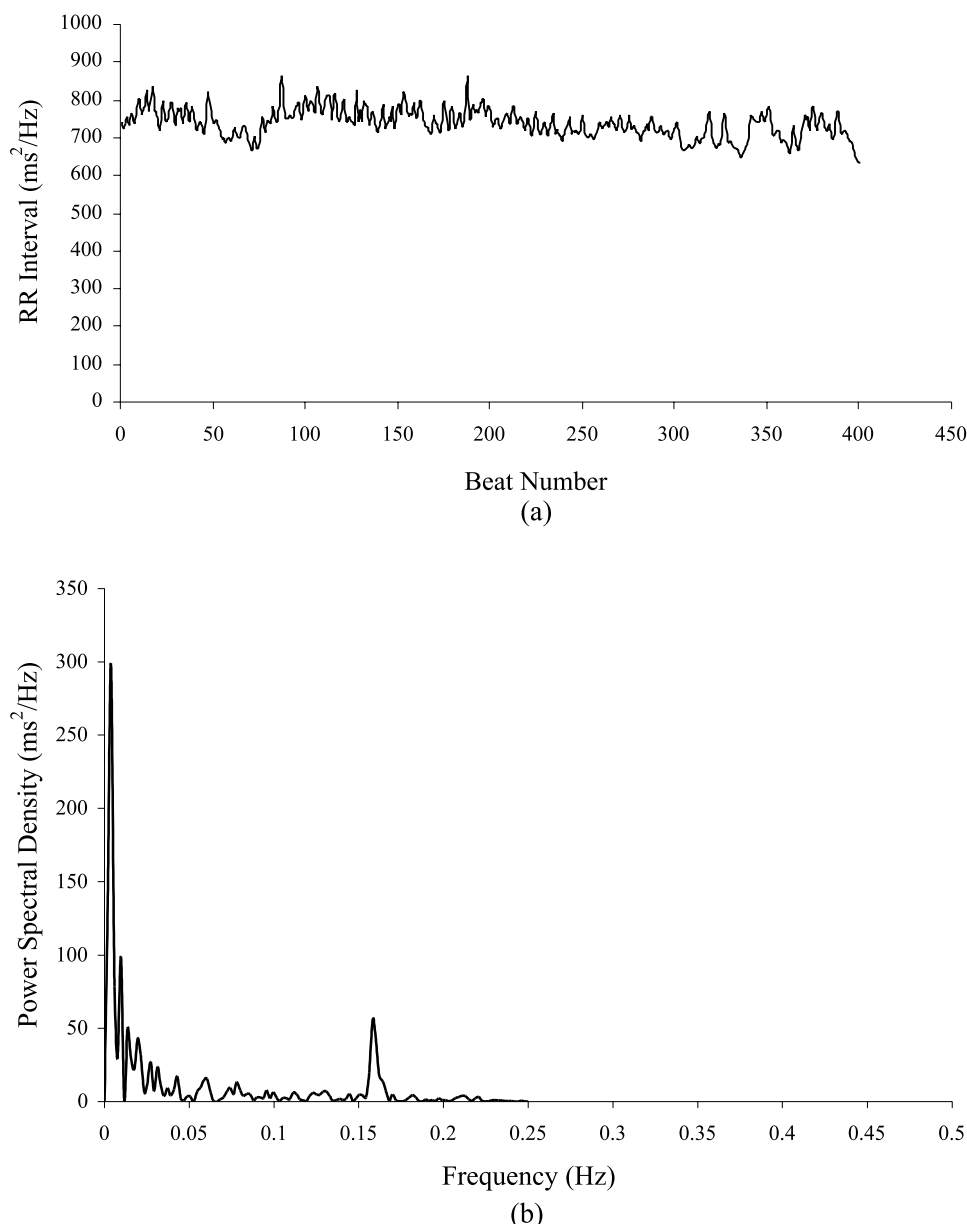 1000
900
800
700
600
500
400
300
200
100
0
RR Interval (ms²/Hz)
0 50 100 150 200 250 300 350 400 450
Beat Number
(a)
350
300
250
200
150
100
50
0
Power Spectral Density (ms²/Hz)
0 0.05 0.1 0.15 0.2 0.25 0.3 0.35 0.4 0.45 0.5
Frequency (Hz)
(b)